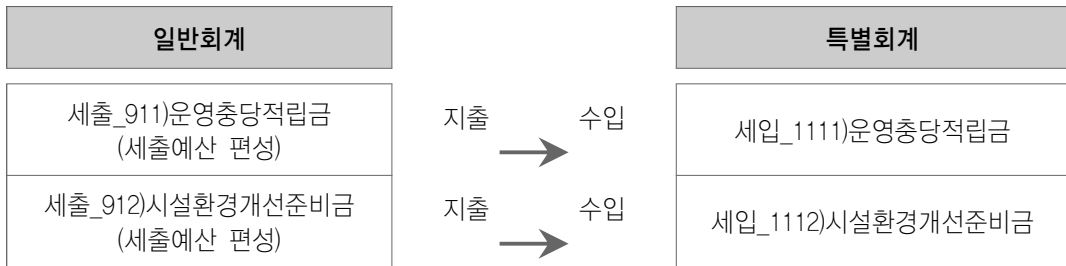 일반회계
특별회계
세출_911)운영충당적립금
(세출예산 편성)
지출
수입
세입_1111)운영충당적립금
세출_912)시설환경개선준비금
(세출예산 편성)
지출
수입
세입_1112)시설환경개선준비금